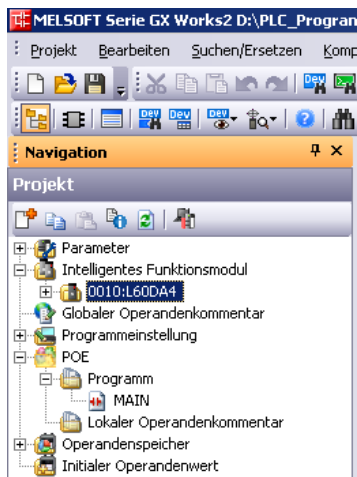 MELSOFT Serie GX Works2 D:\PLC_Progran
Projekt Bearbeiten Suchen/Ersetzen Komp
Navigation
Projekt
Parameter
Intelligentes Funktionsmodul
0010:L60DA4
Globaler Operandenkommentar
Programmeinstellung
POE
Programm
MAIN
Lokaler Operandenkommentar
Operandenspeicher
Initialer Operandenwert